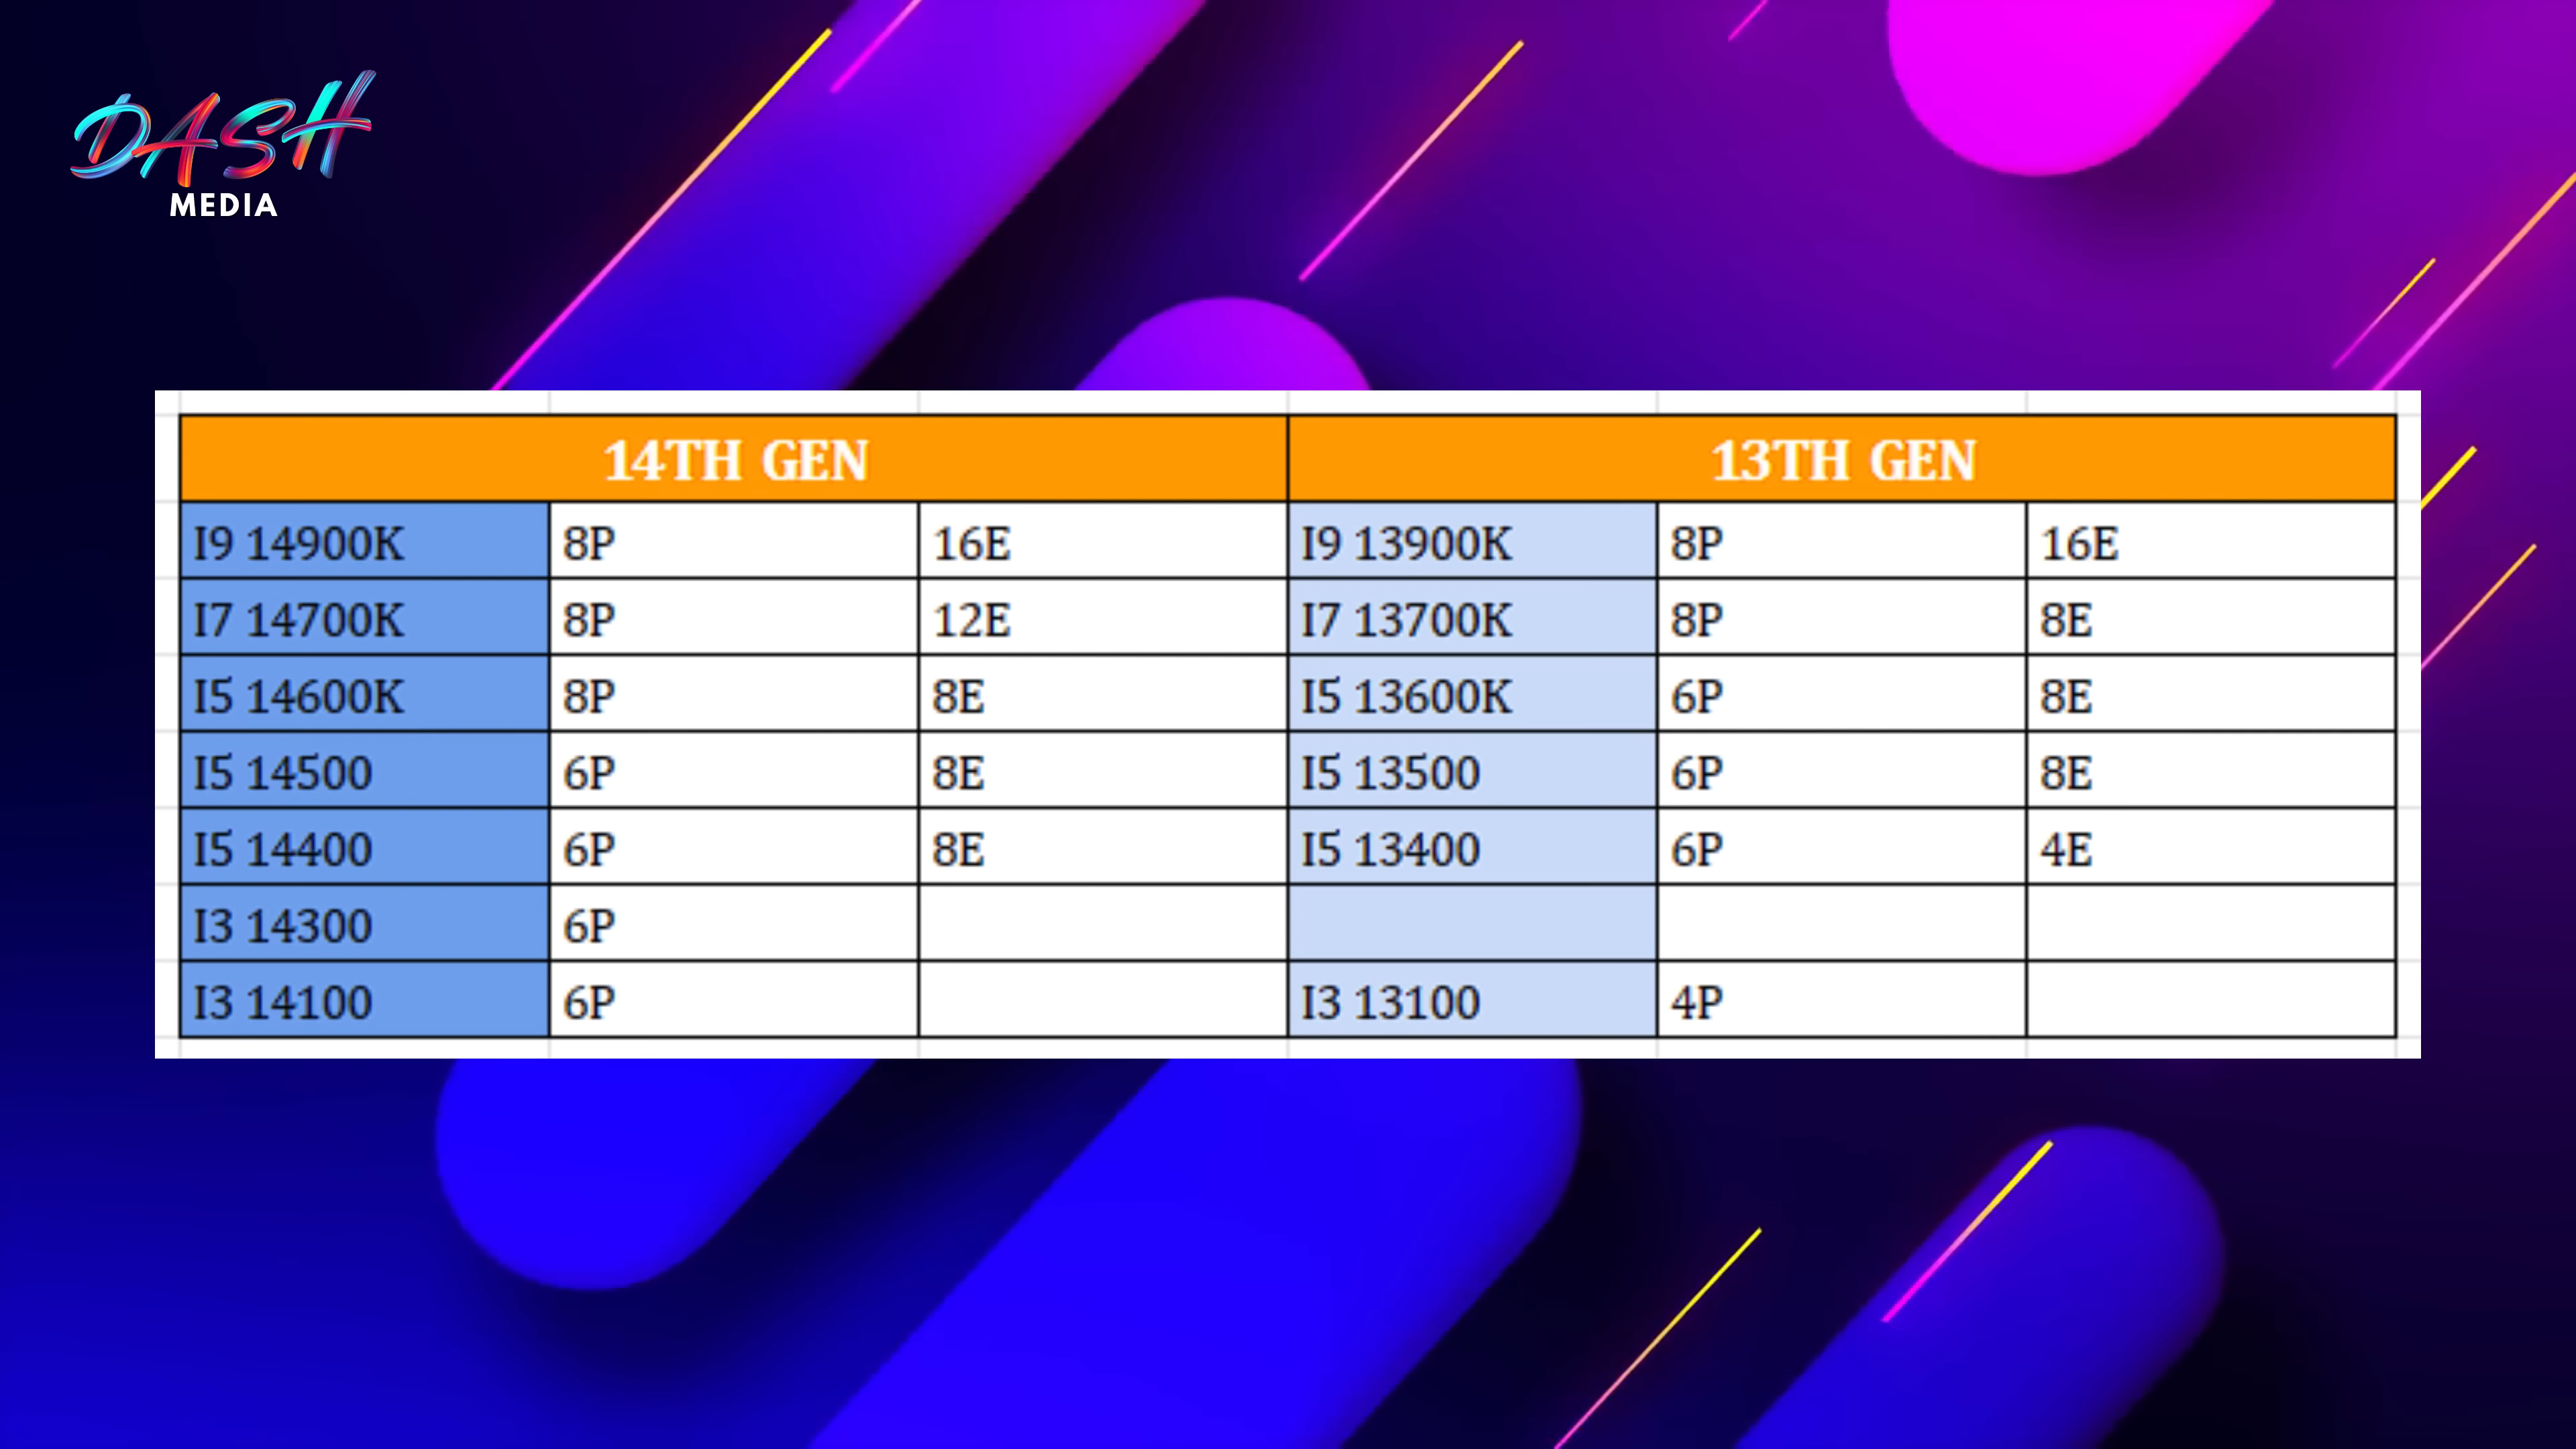 DASH
MEDIA
14TH GEN 13TH GEN
I9 14900K 8P 16E I9 13900K 8P 16E
I7 14700K 8P 12E I7 13700K 8P 8E
I5 14600K 8P 8E I5 13600K 6P 8E
I5 14500 6P 8E I5 13500 6P 8E
I5 14400 6P 8E I5 13400 6P 4E
I3 14300 6P
I3 14100 6P I3 13100 4P